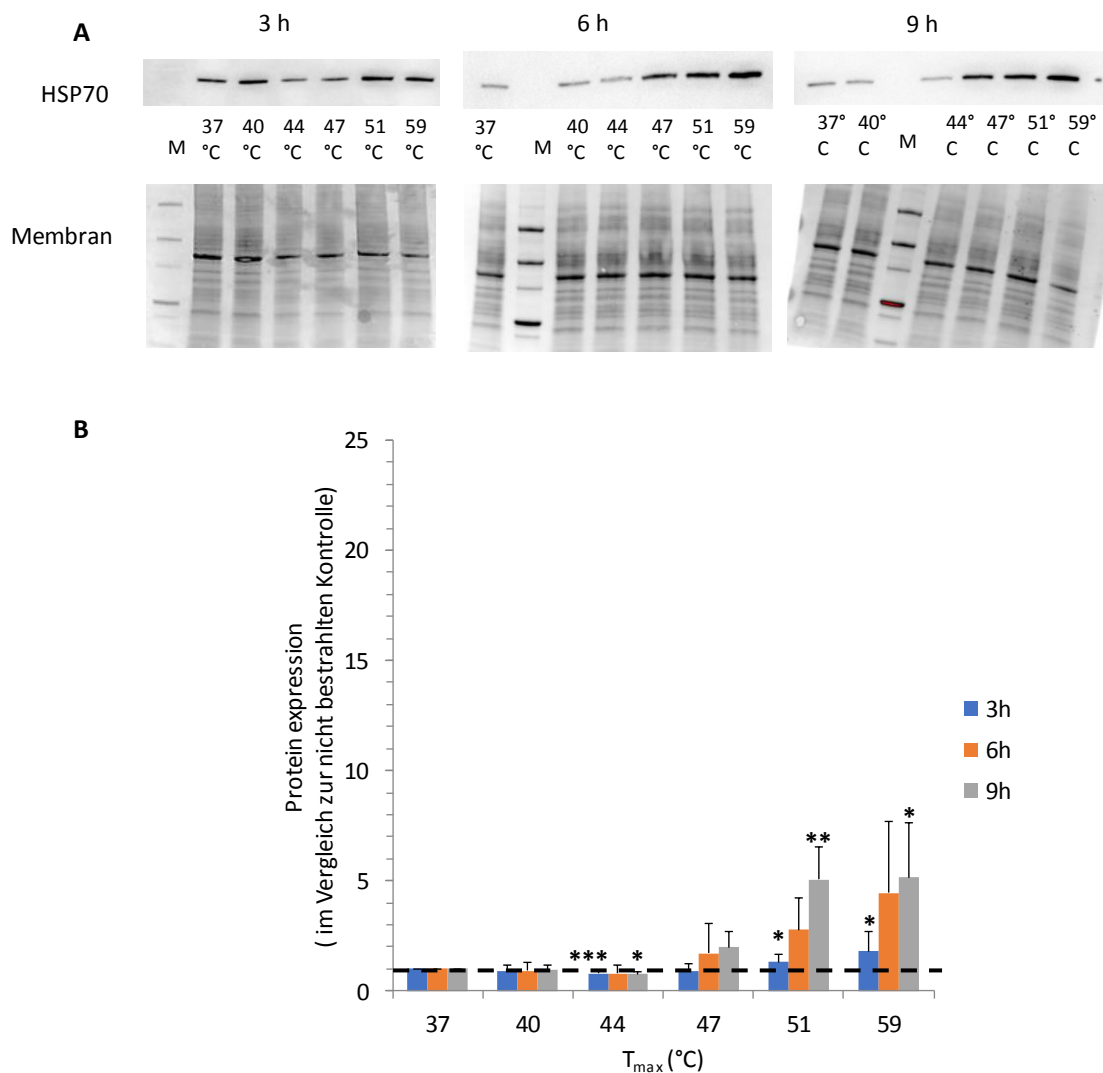 A
3 h
6 h
9 h
HSP70
37 40 44 47 51 59
M °C °C °C °C °C °C
37 40 44 47 51 59
°C M °C °C °C °C °C
37° 40° 44° 47° 51° 59°
C C M C C C C
Membran
B
Protein expression
( im Vergleich zur nicht bestrahlten Kontrolle)
25
20
15
10
5
0
*** * * ** * *
37 40 44 47 51 59
Tmax (°C)
3h
6h
9h